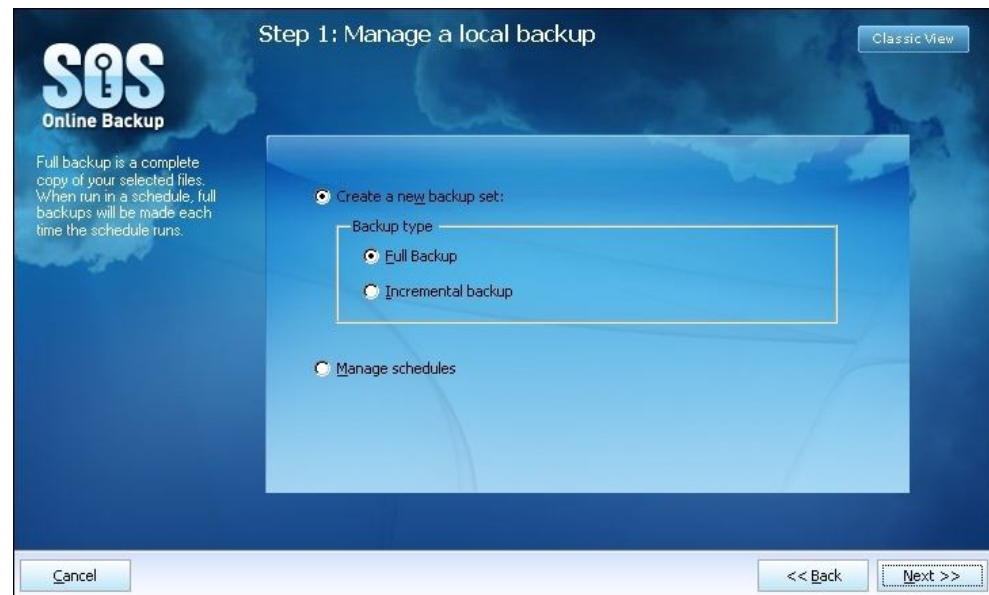 Step 1: Manage a local backup
Classic View
SOS
Online Backup
Full backup is a complete
copy of your selected files.
When run in a schedule, full
backups will be made each
time the schedule runs.
Create a new backup set:
Backup type
Full Backup
Incremental backup
Manage schedules
Cancel
<< Back
Next >>